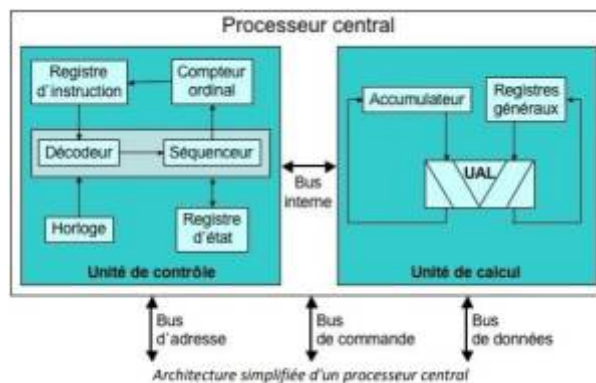 Processeur central
Registre
d'instruction
Compteur
ordinal
Décodeur
Séquenceur
Horloge
Registre
d'état
Unité de contrôle
Bus
interne
Accumulateur
Registres
généraux
UAL
Unité de calcul
Bus
d'adresse
Bus
de commande
Bus
de données
Architecture simplifiée d'un processeur central